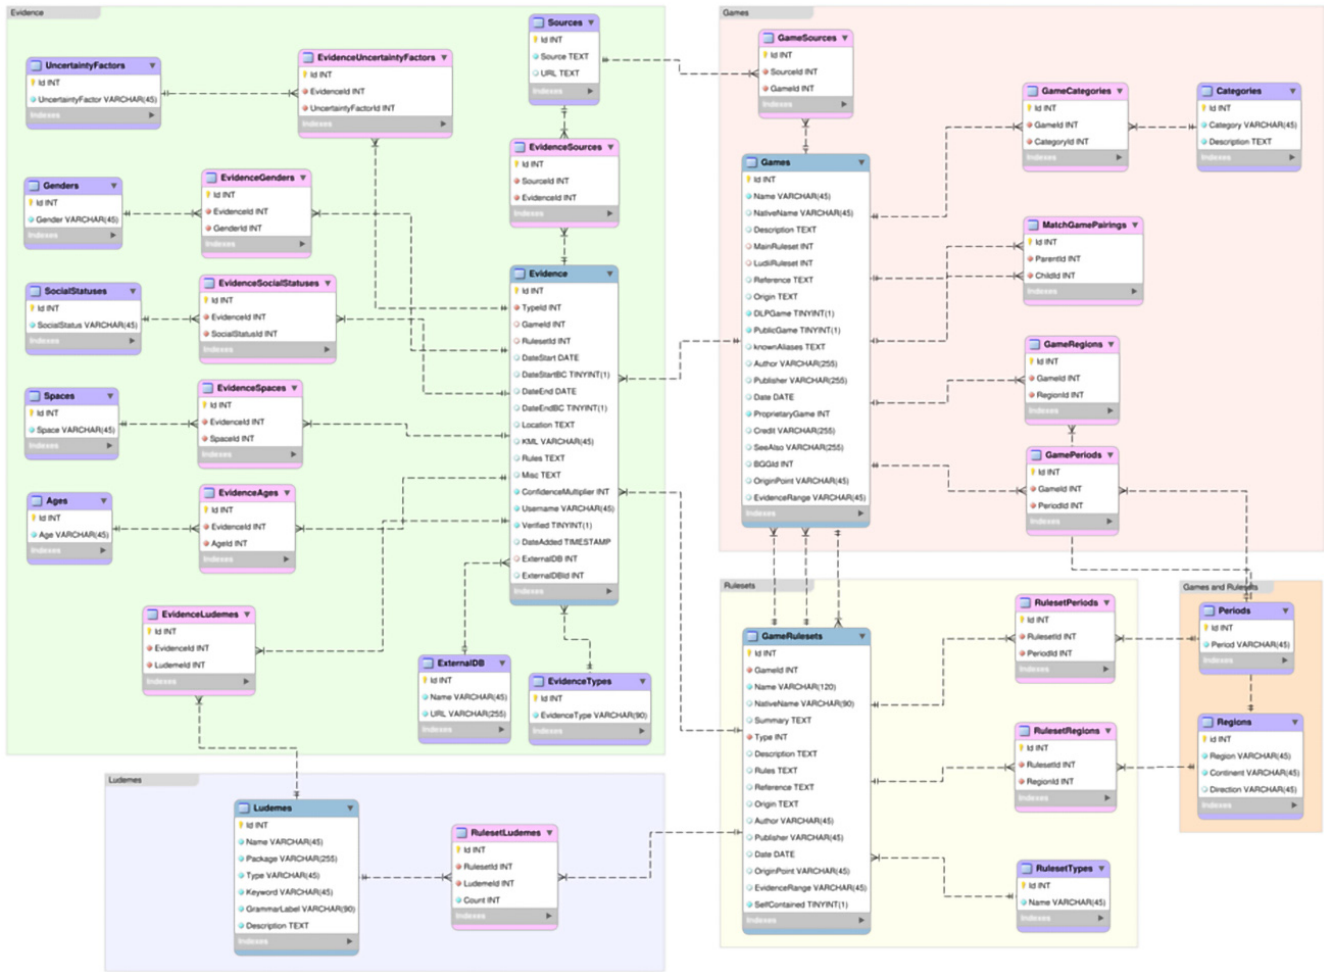 Evidence
UncertaintyFactors
Id INT
UncertaintyFactor VARCHAR(45)
Indexes
EvidenceUncertaintyFactors
Id INT
EvidenceId INT
UncertaintyFactorId INT
Indexes
Sources
Id INT
Source TEXT
URL TEXT
Indexes
Genders
Id INT
Gender VARCHAR(45)
Indexes
EvidenceGenders
Id INT
EvidenceId INT
GenderId INT
Indexes
EvidenceSources
Id INT
SourceId INT
EvidenceId INT
Indexes
SocialStatuses
Id INT
SocialStatus VARCHAR(45)
Indexes
EvidenceSocialStatuses
Id INT
EvidenceId INT
SocialStatusId INT
Indexes
Evidence
Id INT
TypeId INT
GameId INT
RulesetId INT
DateStart DATE
DateStartBC TINYINT(1)
DateEnd DATE
DateEndBC TINYINT(1)
Location TEXT
KML VARCHAR(45)
Rules TEXT
Misc TEXT
ConfidenceMultiplier INT
Username VARCHAR(45)
Verified TINYINT(1)
DateAdded TIMESTAMP
ExternalDB INT
ExternalDBId INT
Indexes
Spaces
Id INT
Space VARCHAR(45)
Indexes
EvidenceSpaces
Id INT
EvidenceId INT
SpaceId INT
Indexes
Ages
Id INT
Age VARCHAR(45)
Indexes
EvidenceAges
Id INT
EvidenceId INT
AgeId INT
Indexes
EvidenceLudemes
Id INT
EvidenceId INT
LudemeId INT
Indexes
ExternalDB
Id INT
Name VARCHAR(45)
URL VARCHAR(255)
Indexes
EvidenceTypes
Id INT
EvidenceType VARCHAR(90)
Indexes
Ludemes
Ludemes
Id INT
Name VARCHAR(45)
Package VARCHAR(255)
Type VARCHAR(45)
Keyword VARCHAR(45)
GrammarLabel VARCHAR(90)
Description TEXT
Indexes
RulesetLudemes
Id INT
RulesetId INT
LudemeId INT
Count INT
Indexes
Games
GameSources
Id INT
SourceId INT
GameId INT
Indexes
GameCategories
Id INT
GameId INT
CategoryId INT
Indexes
Categories
Id INT
Category VARCHAR(45)
Description TEXT
Indexes
Games
Id INT
Name VARCHAR(45)
NativeName VARCHAR(45)
Description TEXT
MainRuleset INT
LudiiRuleset INT
Reference TEXT
Origin TEXT
DLPGame TINYINT(1)
PublicGame TINYINT(1)
knownAliases TEXT
Author VARCHAR(255)
Publisher VARCHAR(255)
Date DATE
ProprietaryGame INT
Credit VARCHAR(255)
SeeAlso VARCHAR(255)
BGGId INT
OriginPoint VARCHAR(45)
EvidenceRange VARCHAR(45)
Indexes
MatchGamePairings
Id INT
ParentId INT
ChildId INT
Indexes
GameRegions
Id INT
GameId INT
RegionId INT
Indexes
GamePeriods
Id INT
GameId INT
PeriodId INT
Indexes
Rulesets
GameRulesets
Id INT
GameId INT
Name VARCHAR(120)
NativeName VARCHAR(90)
Summary TEXT
Type INT
Description TEXT
Rules TEXT
Reference TEXT
Origin TEXT
Author VARCHAR(45)
Publisher VARCHAR(45)
Date DATE
OriginPoint VARCHAR(45)
EvidenceRange VARCHAR(45)
SelfContained TINYINT(1)
Indexes
RulesetPeriods
Id INT
RulesetId INT
PeriodId INT
Indexes
RulesetRegions
Id INT
RulesetId INT
RegionId INT
Indexes
RulesetTypes
Id INT
Name VARCHAR(45)
Indexes
Games and Rulesets
Periods
Id INT
Period VARCHAR(45)
Indexes
Regions
Id INT
Region VARCHAR(45)
Continent VARCHAR(45)
Direction VARCHAR(45)
Indexes